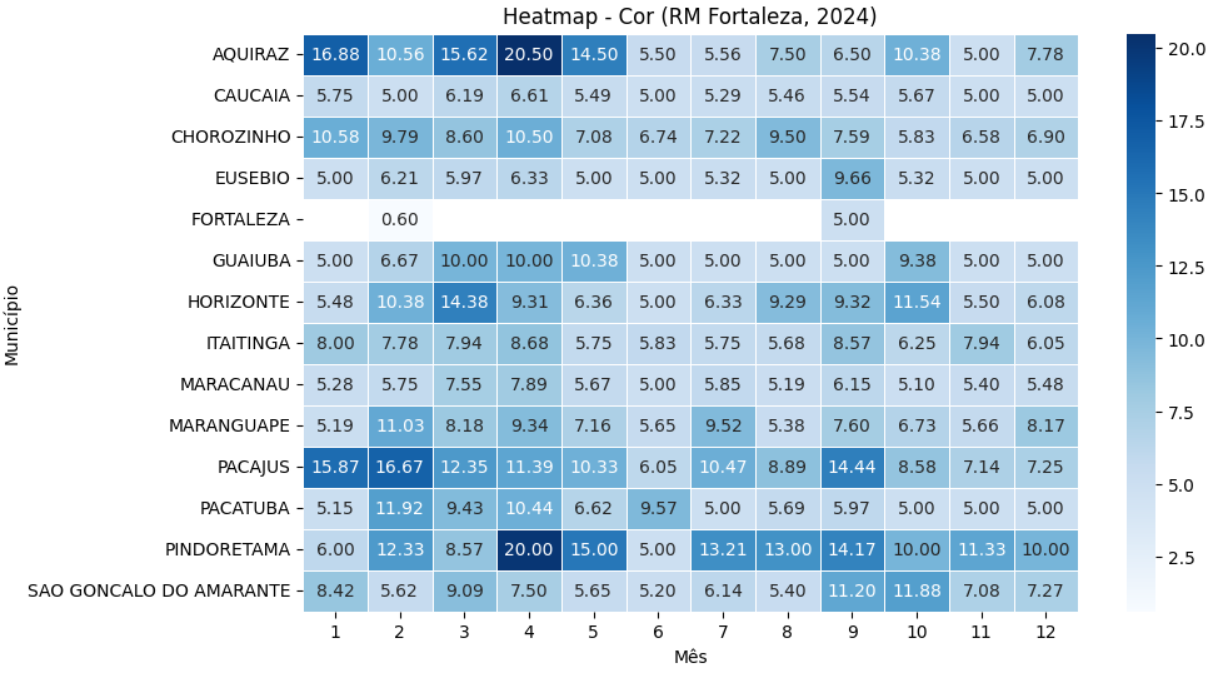 Heatmap - Cor (RM Fortaleza, 2024)
AQUIRAZ 16.88 10.56 15.62 20.50 14.50 5.50 5.56 7.50 6.50 10.38 5.00 7.78
CAUCAIA 5.75 5.00 6.19 6.61 5.49 5.00 5.29 5.46 5.54 5.67 5.00 5.00
CHOROZINHO 10.58 9.79 8.60 10.50 7.08 6.74 7.22 9.50 7.59 5.83 6.58 6.90
EUSEBIO 5.00 6.21 5.97 6.33 5.00 5.00 5.32 5.00 9.66 5.32 5.00 5.00
FORTALEZA 0.60 5.00
GUAIUBA 5.00 6.67 10.00 10.00 10.38 5.00 5.00 5.00 5.00 9.38 5.00 5.00
HORIZONTE 5.48 10.38 14.38 9.31 6.36 5.00 6.33 9.29 9.32 11.54 5.50 6.08
ITAITINGA 8.00 7.78 7.94 8.68 5.75 5.83 5.75 5.68 8.57 6.25 7.94 6.05
MARACANAU 5.28 5.75 7.55 7.89 5.67 5.00 5.85 5.19 6.15 5.10 5.40 5.48
MARANGUAPE 5.19 11.03 8.18 9.34 7.16 5.65 9.52 5.38 7.60 6.73 5.66 8.17
PACAJUS 15.87 16.67 12.35 11.39 10.33 6.05 10.47 8.89 14.44 8.58 7.14 7.25
PACATUBA 5.15 11.92 9.43 10.44 6.62 9.57 5.00 5.69 5.97 5.00 5.00 5.00
PINDORETAMA 6.00 12.33 8.57 20.00 15.00 5.00 13.21 13.00 14.17 10.00 11.33 10.00
SAO GONCALO DO AMARANTE 8.42 5.62 9.09 7.50 5.65 5.20 6.14 5.40 11.20 11.88 7.08 7.27
1 2 3 4 5 6 7 8 9 10 11 12
Mês
Município
20.0
17.5
15.0
12.5
10.0
7.5
5.0
2.5